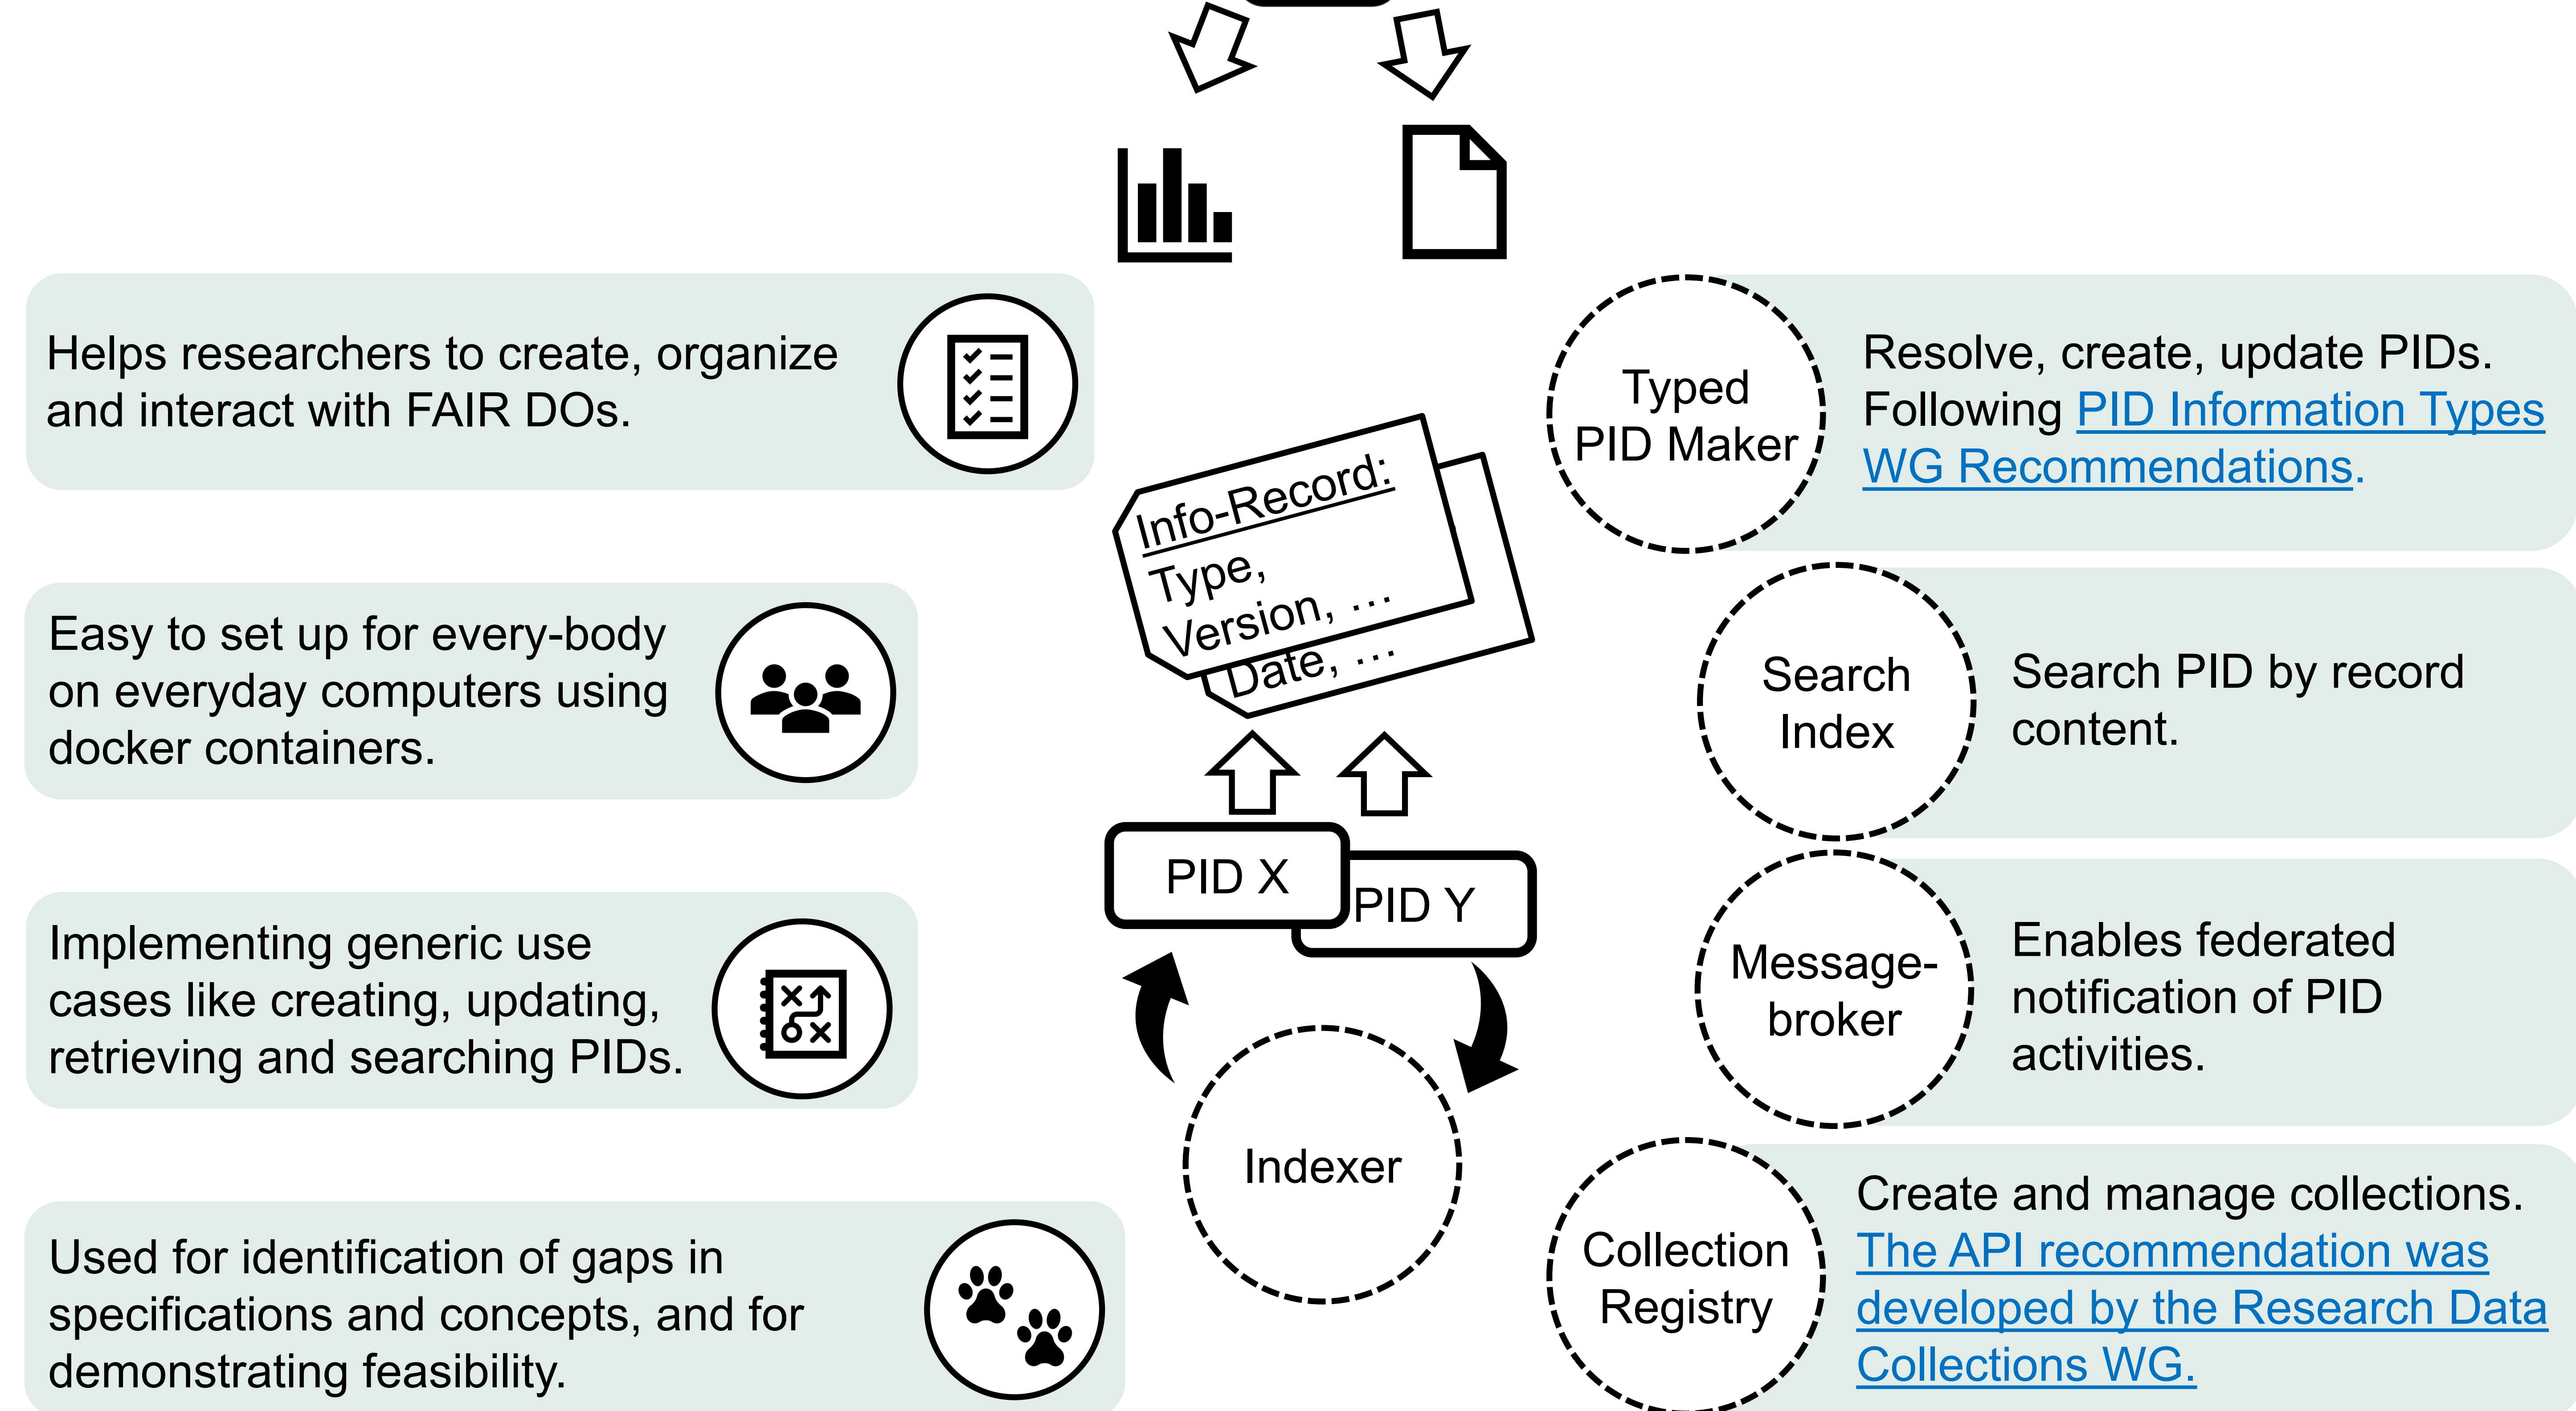 Helps researchers to create, organize
and interact with FAIR DOs.
Easy to set up for every-body
on everyday computers using
docker containers.
Implementing generic use
cases like creating, updating,
retrieving and searching PIDs.
Used for identification of gaps in
specifications and concepts, and for
demonstrating feasibility.
Info-Record:
Type,
Version, …
Date, …
PID X
PID Y
Indexer
Typed
PID Maker
Resolve, create, update PIDs.
Following PID Information Types
WG Recommendations.
Search
Index
Search PID by record
content.
Message-
broker
Enables federated
notification of PID
activities.
Collection
Registry
Create and manage collections.
The API recommendation was
developed by the Research Data
Collections WG.